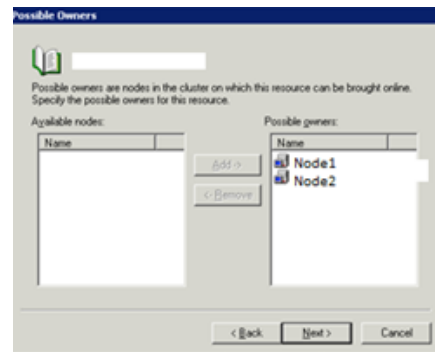 Possible Owners
Possible owners are nodes in the cluster on which this resource can be brought online.
Specify the possible owners for this resource.
Available nodes:
Possible owners:
Name
Name
Add ->
Node1
Node2
<- Remove
< Back
Next >
Cancel